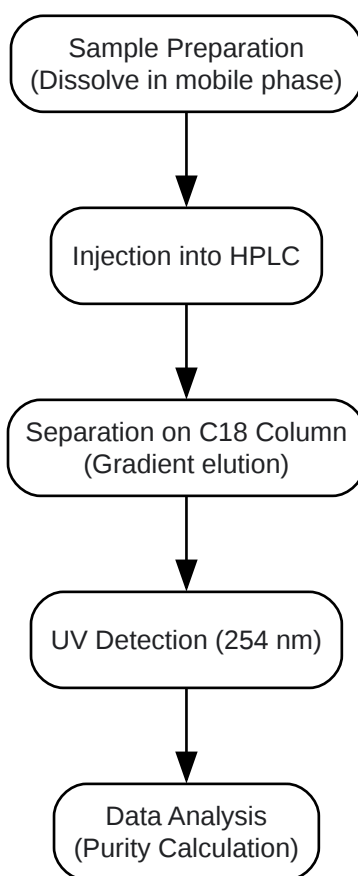 Sample Preparation
(Dissolve in mobile phase)
Injection into HPLC
Separation on C18 Column
(Gradient elution)
UV Detection (254 nm)
Data Analysis
(Purity Calculation)